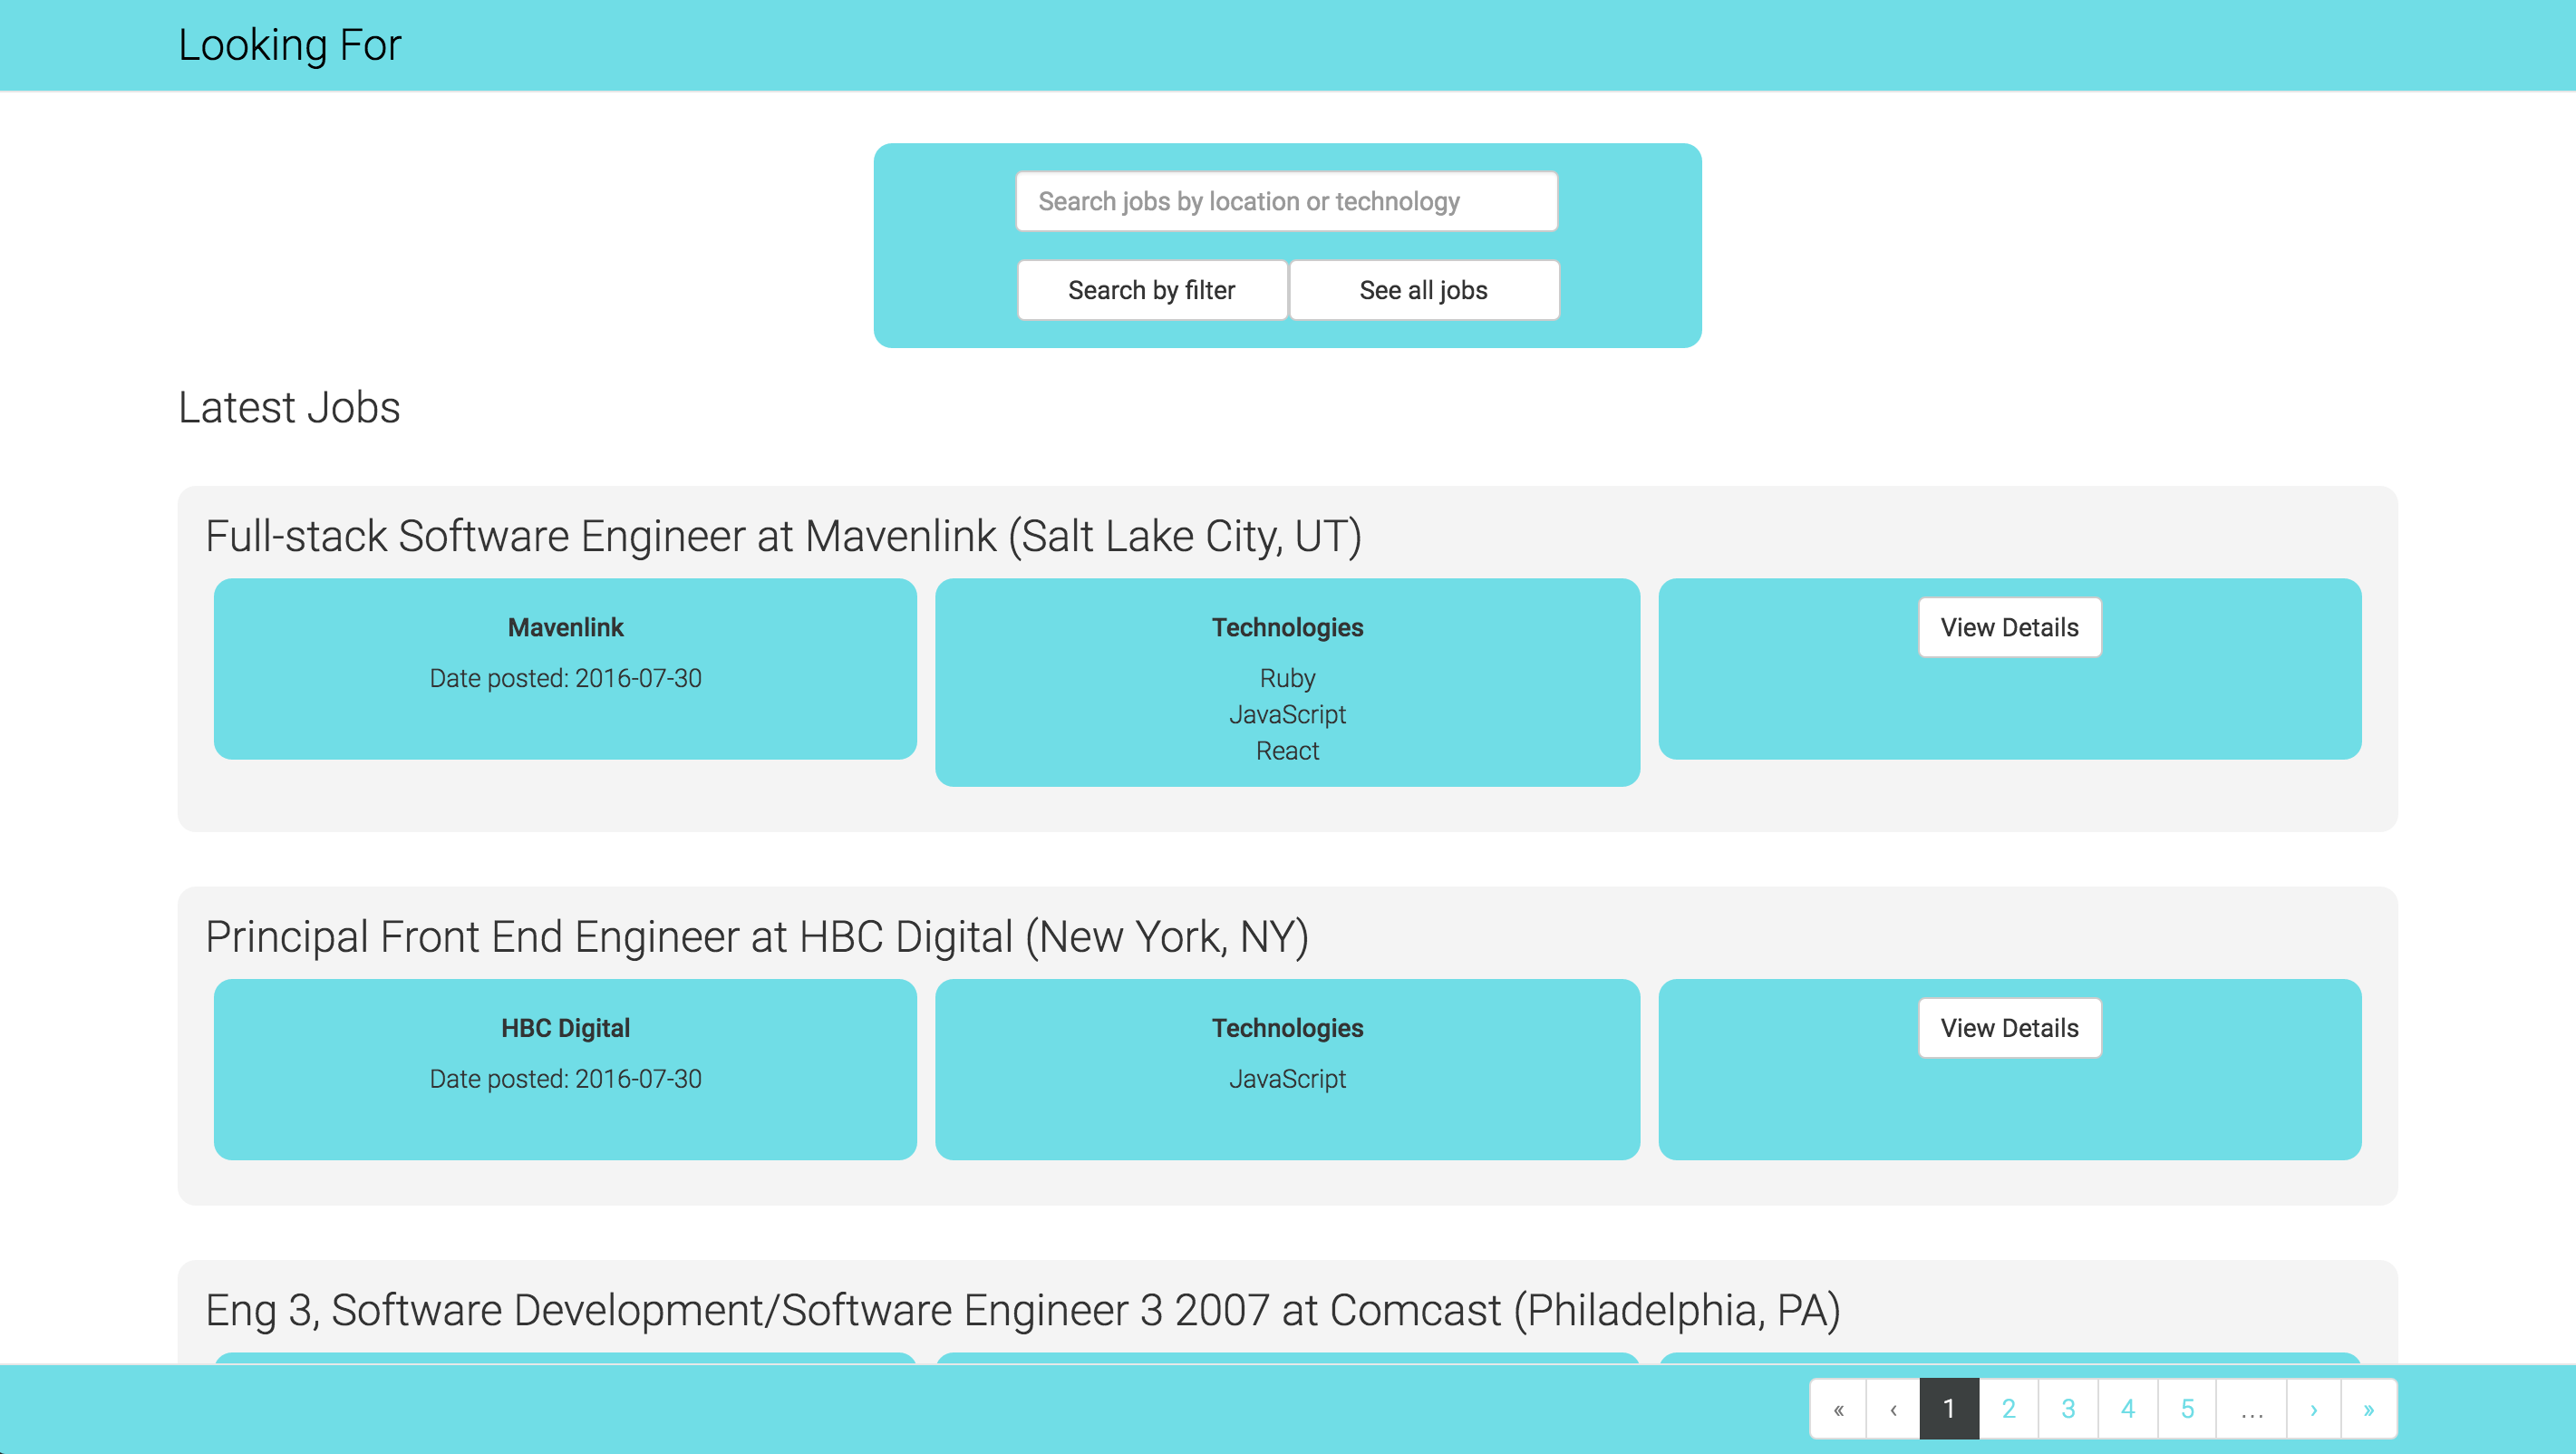 Looking For
Search jobs by location or technology
Search by filter
See all jobs
Latest Jobs
Full-stack Software Engineer at Mavenlink (Salt Lake City, UT)
Mavenlink
Date posted: 2016-07-30
Technologies
Ruby
JavaScript
React
View Details
Principal Front End Engineer at HBC Digital (New York, NY)
HBC Digital
Date posted: 2016-07-30
Technologies
JavaScript
View Details
Eng 3, Software Development/Software Engineer 3 2007 at Comcast (Philadelphia, PA)
« ‹ 1 2 3 4 5 … › »